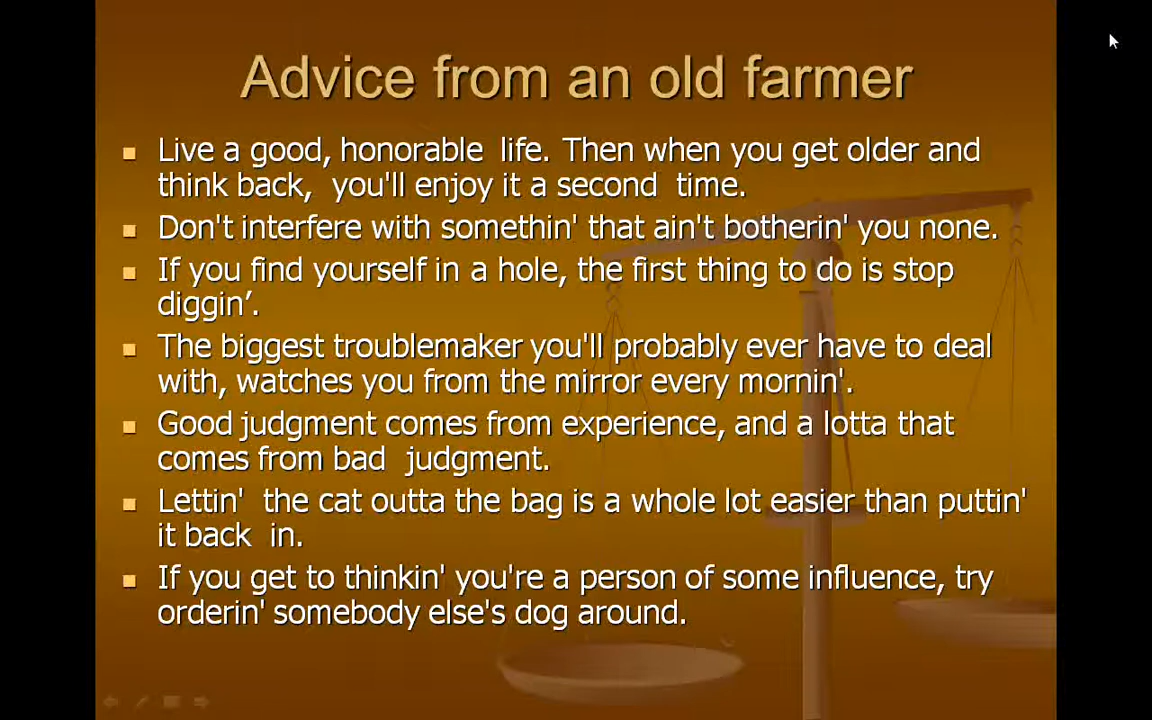 Advice from an old farmer
Live a good, honorable life. Then when you get older and
think back, you'll enjoy it a second time.
Don't interfere with somethin' that ain't botherin' you none.
If you find yourself in a hole, the first thing to do is stop
diggin’.
The biggest troublemaker you'll probably ever have to deal
with, watches you from the mirror every mornin'.
Good judgment comes from experience, and a lotta that
comes from bad judgment.
Lettin' the cat outta the bag is a whole lot easier than puttin'
it back in.
If you get to thinkin' you're a person of some influence, try
orderin' somebody else's dog around.